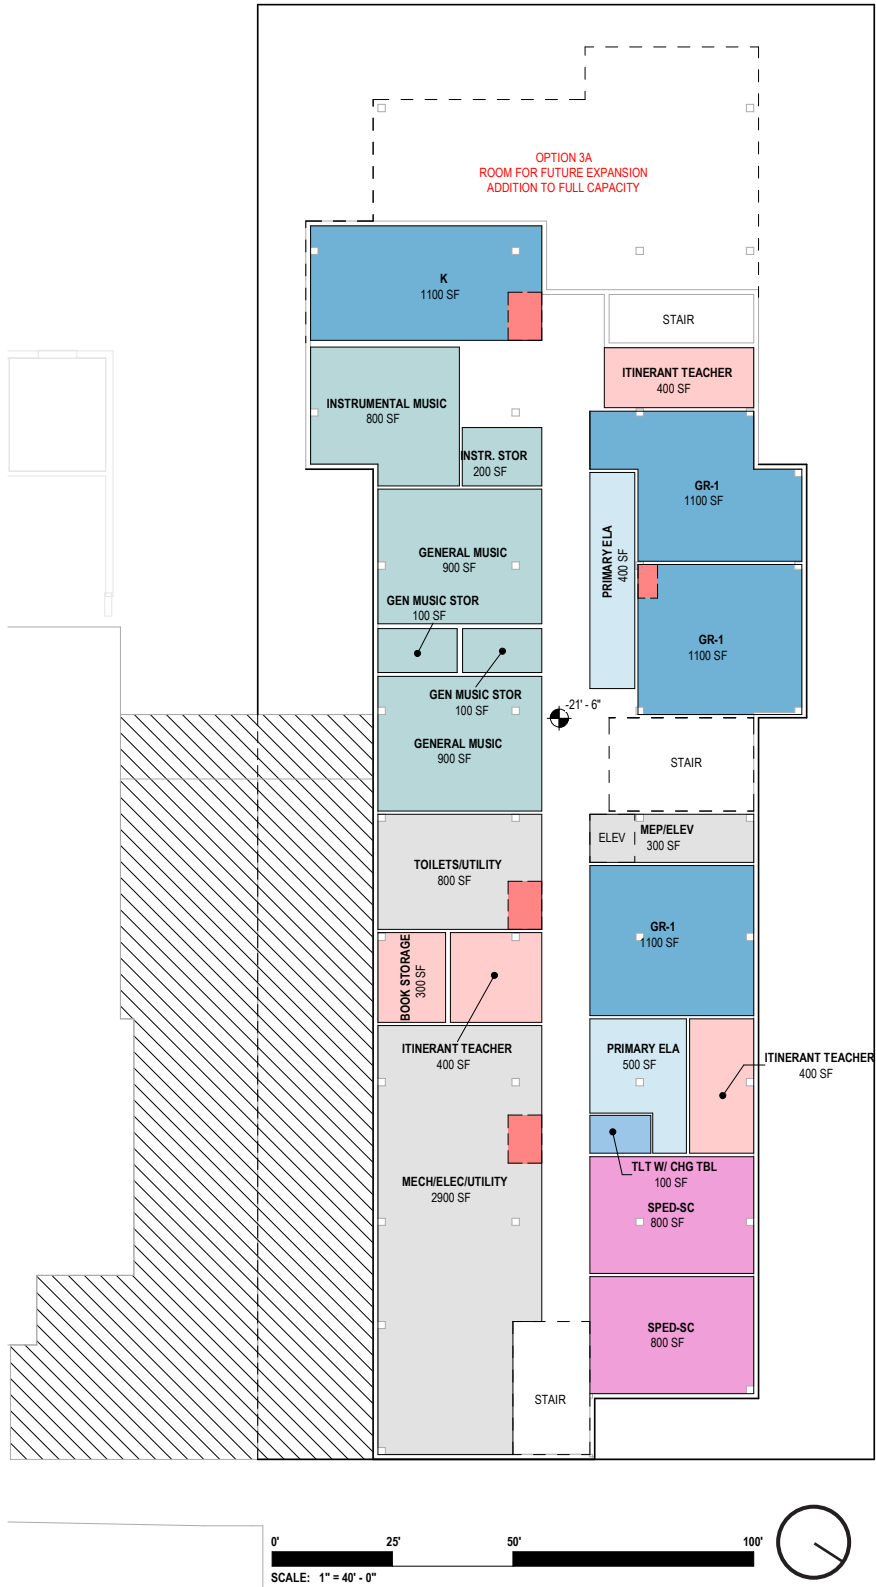 OPTION 3A
ROOM FOR FUTURE EXPANSION
ADDITION TO FULL CAPACITY
K
1100 SF
STAIR
ITINERANT TEACHER
400 SF
INSTRUMENTAL MUSIC
800 SF
INSTR. STOR
200 SF
GR-1
1100 SF
PRIMARY ELA
400 SF
GENERAL MUSIC
900 SF
GEN MUSIC STOR
100 SF
GR-1
1100 SF
GEN MUSIC STOR
100 SF
-21' - 6"
GENERAL MUSIC
900 SF
STAIR
ELEV
MEP/ELEV
300 SF
TOILETS/UTILITY
800 SF
GR-1
1100 SF
BOOK STORAGE
300 SF
ITINERANT TEACHER
400 SF
PRIMARY ELA
500 SF
ITINERANT TEACHER
400 SF
TLT W/ CHG TBL
100 SF
MECH/ELEC/UTILITY
2900 SF
SPED-SC
800 SF
SPED-SC
800 SF
STAIR
0' 25' 50' 100'
SCALE: 1" = 40' - 0"